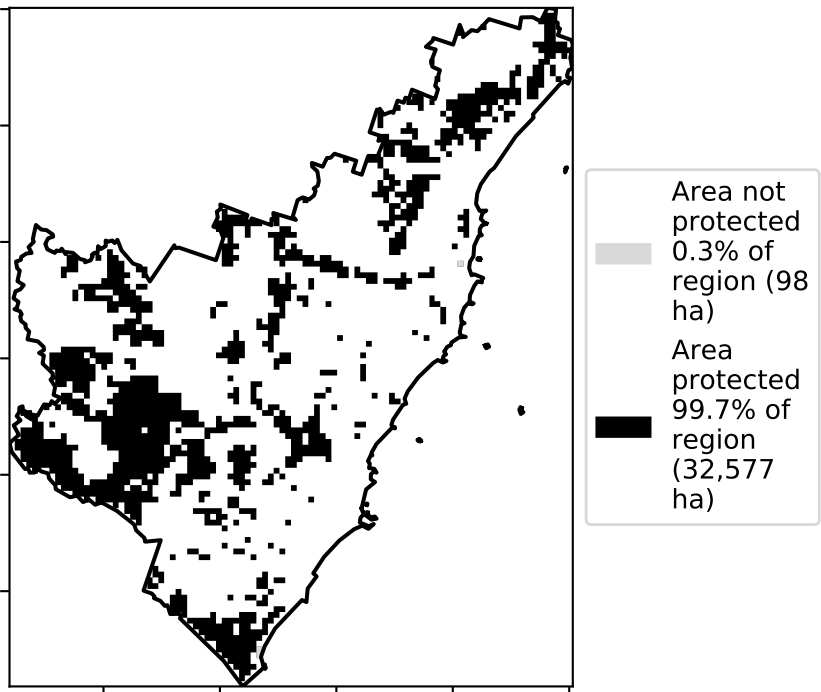 Area not
protected
0.3% of
region (98
ha)
Area
protected
99.7% of
region
(32,577
ha)